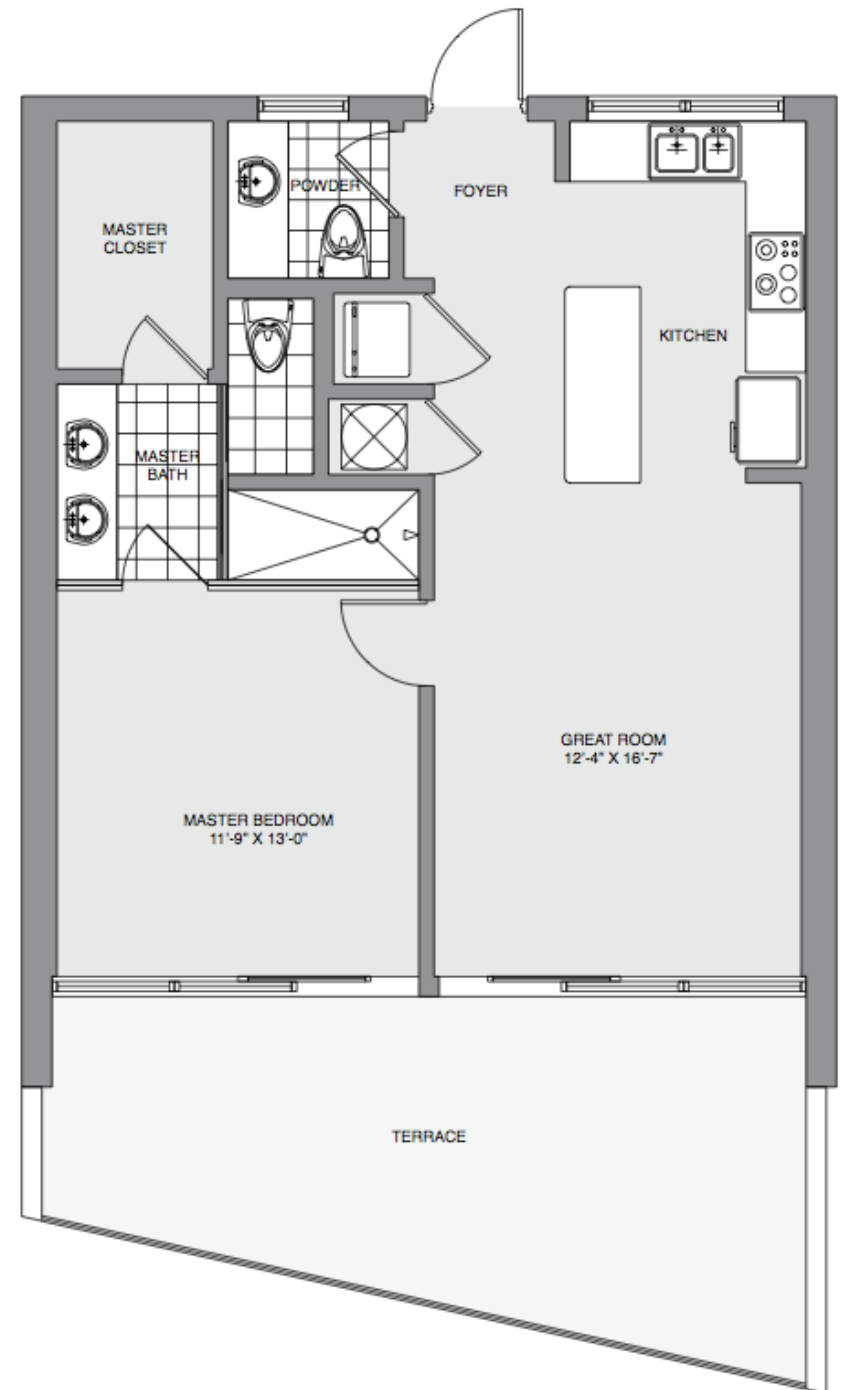 POWDER
FOYER
MASTER
CLOSET
KITCHEN
MASTER
BATH
GREAT ROOM
12'-4" X 16'-7"
MASTER BEDROOM
11'-9" X 13'-0"
TERRACE